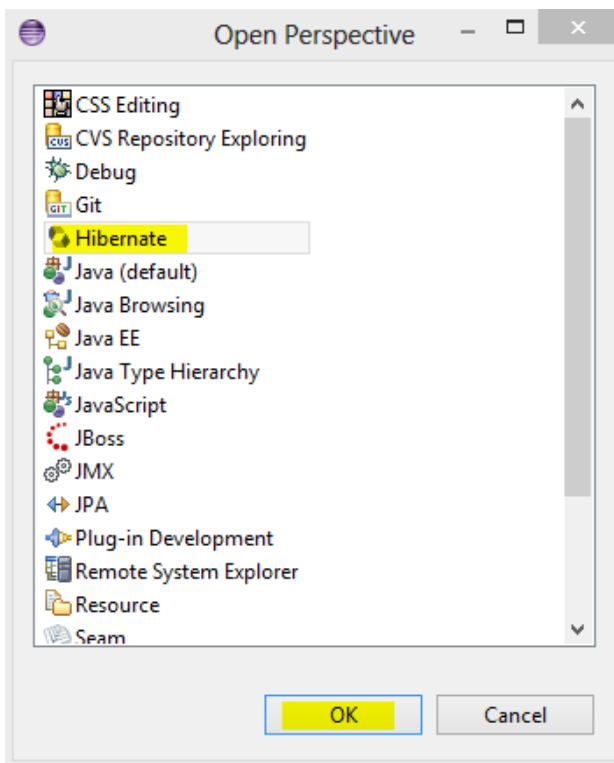 Open Perspective
CSS Editing
CVS Repository Exploring
Debug
Git
Hibernate
Java (default)
Java Browsing
Java EE
Java Type Hierarchy
JavaScript
JBoss
JMX
JPA
Plug-in Development
Remote System Explorer
Resource
Seam
OK Cancel